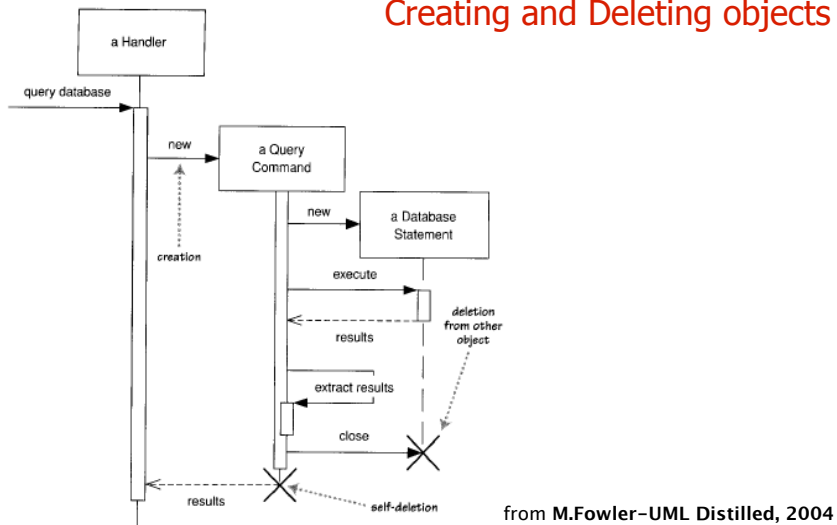 Creating and Deleting objects
a Handler
query database
new
a Query
Command
new
a Database
Statement
creation
execute
deletion
from other
object
results
extract results
close
results
self-deletion
from M.Fowler-UML Distilled, 2004